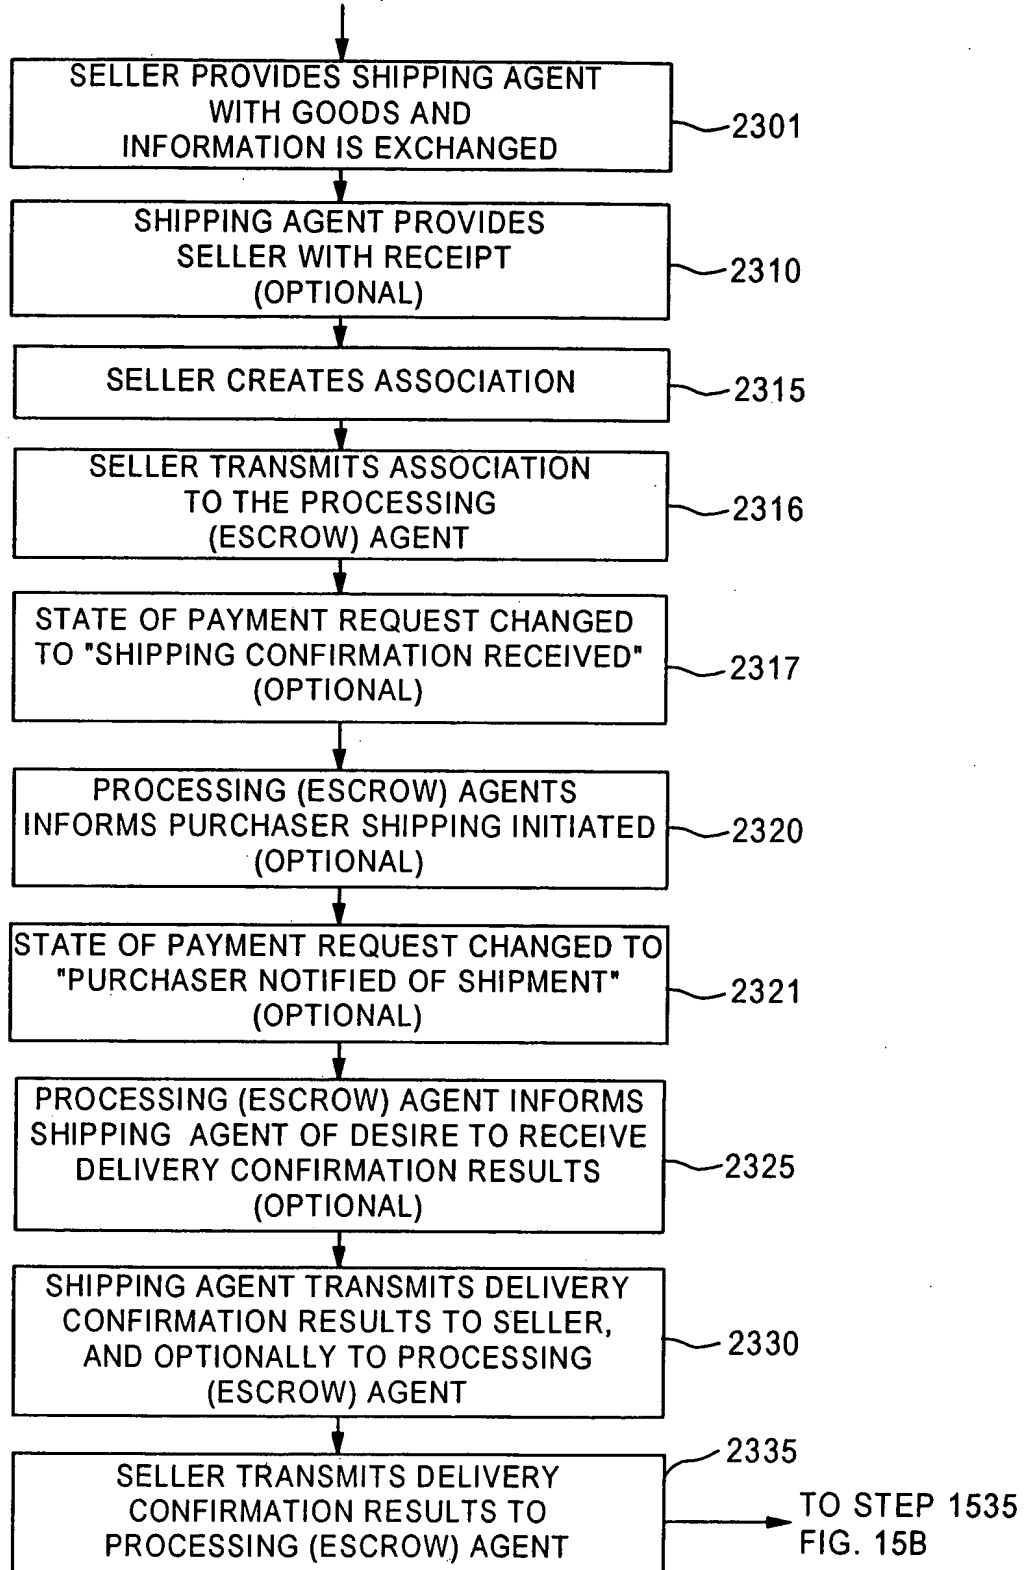 SELLER PROVIDES SHIPPING AGENT
WITH GOODS AND
INFORMATION IS EXCHANGED
2301
SHIPPING AGENT PROVIDES
SELLER WITH RECEIPT
(OPTIONAL)
2310
SELLER CREATES ASSOCIATION
2315
SELLER TRANSMITS ASSOCIATION
TO THE PROCESSING
(ESCROW) AGENT
2316
STATE OF PAYMENT REQUEST CHANGED
TO "SHIPPING CONFIRMATION RECEIVED"
(OPTIONAL)
2317
PROCESSING (ESCROW) AGENTS
INFORMS PURCHASER SHIPPING INITIATED
(OPTIONAL)
2320
STATE OF PAYMENT REQUEST CHANGED TO
"PURCHASER NOTIFIED OF SHIPMENT"
(OPTIONAL)
2321
PROCESSING (ESCROW) AGENT INFORMS
SHIPPING AGENT OF DESIRE TO RECEIVE
DELIVERY CONFIRMATION RESULTS
(OPTIONAL)
2325
SHIPPING AGENT TRANSMITS DELIVERY
CONFIRMATION RESULTS TO SELLER,
AND OPTIONALLY TO PROCESSING
(ESCROW) AGENT
2330
SELLER TRANSMITS DELIVERY
CONFIRMATION RESULTS TO
PROCESSING (ESCROW) AGENT
2335
TO STEP 1535
FIG. 15B